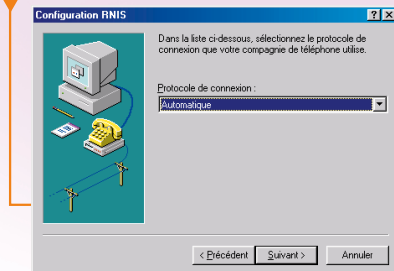 Configuration RNIS
Dans la liste ci-dessous, sélectionnez le protocole de
connexion que votre compagnie de téléphone utilise.
Protocole de connexion :
Automatique
< Précédent Suivant > Annuler